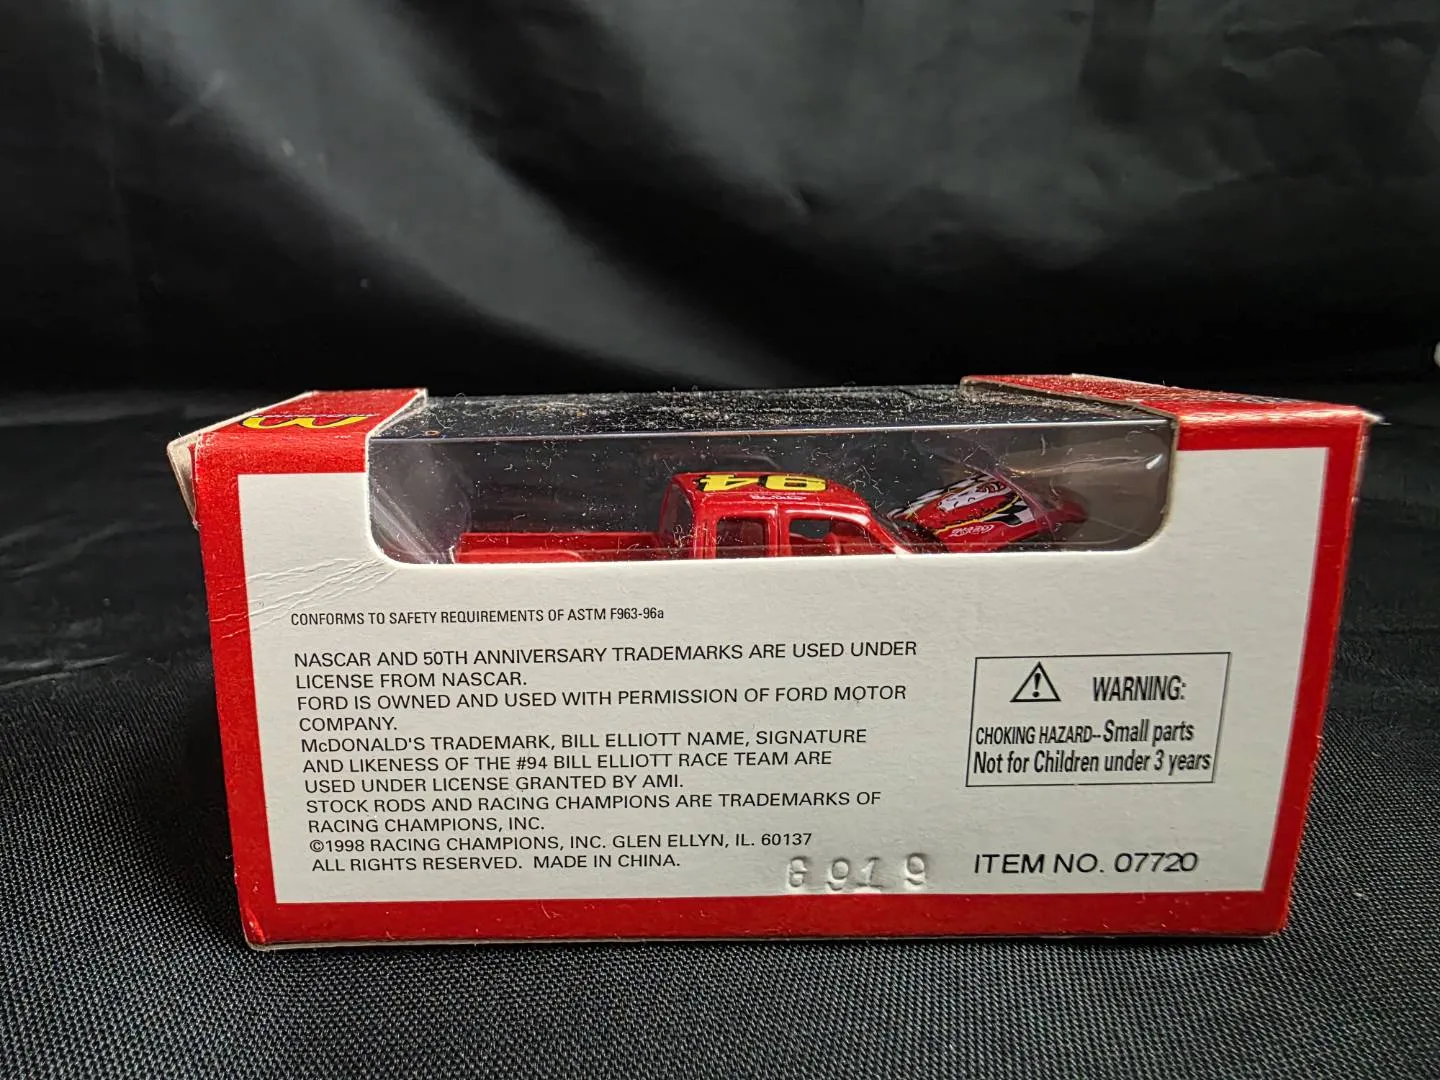 94
CONFORMS TO SAFETY REQUIREMENTS OF ASTM F963-96a
NASCAR AND 50TH ANNIVERSARY TRADEMARKS ARE USED UNDER
LICENSE FROM NASCAR.
FORD IS OWNED AND USED WITH PERMISSION OF FORD MOTOR
COMPANY.
McDONALD'S TRADEMARK, BILL ELLIOTT NAME, SIGNATURE
AND LIKENESS OF THE #94 BILL ELLIOTT RACE TEAM ARE
USED UNDER LICENSE GRANTED BY AMI.
STOCK RODS AND RACING CHAMPIONS ARE TRADEMARKS OF
RACING CHAMPIONS, INC.
©1998 RACING CHAMPIONS, INC. GLEN ELLYN, IL. 60137
ALL RIGHTS RESERVED. MADE IN CHINA.
WARNING:
CHOKING HAZARD--Small parts
Not for Children under 3 years
ITEM NO. 07720